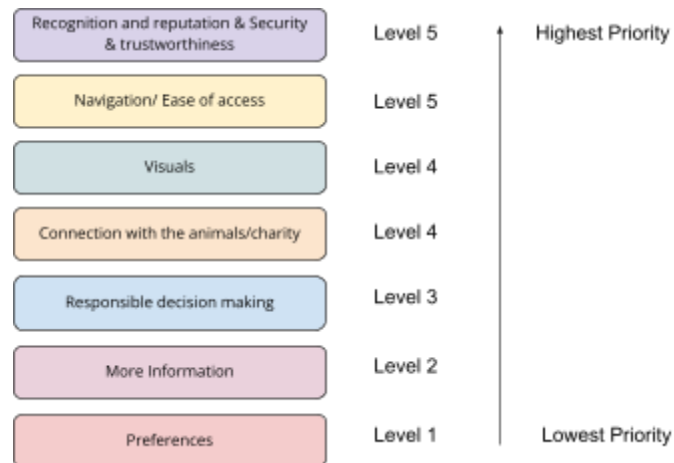 Recognition and reputation & Security
& trustworthiness
Level 5
Highest Priority
Navigation/ Ease of access
Level 5
Visuals
Level 4
Connection with the animals/charity
Level 4
Responsible decision making
Level 3
More Information
Level 2
Preferences
Level 1
Lowest Priority